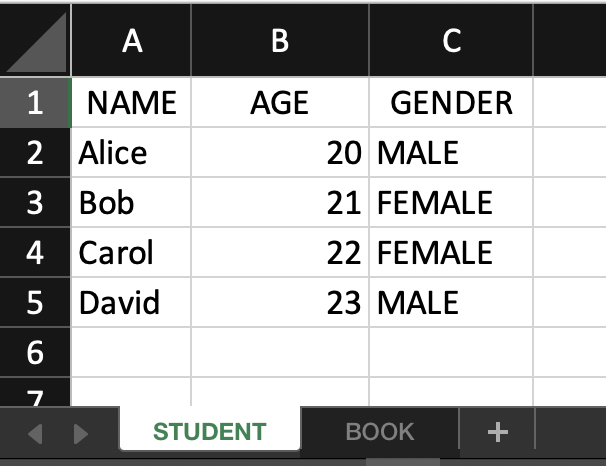 A B C
1 NAME AGE GENDER
2 Alice 20 MALE
3 Bob 21 FEMALE
4 Carol 22 FEMALE
5 David 23 MALE
6
7
STUDENT BOOK +